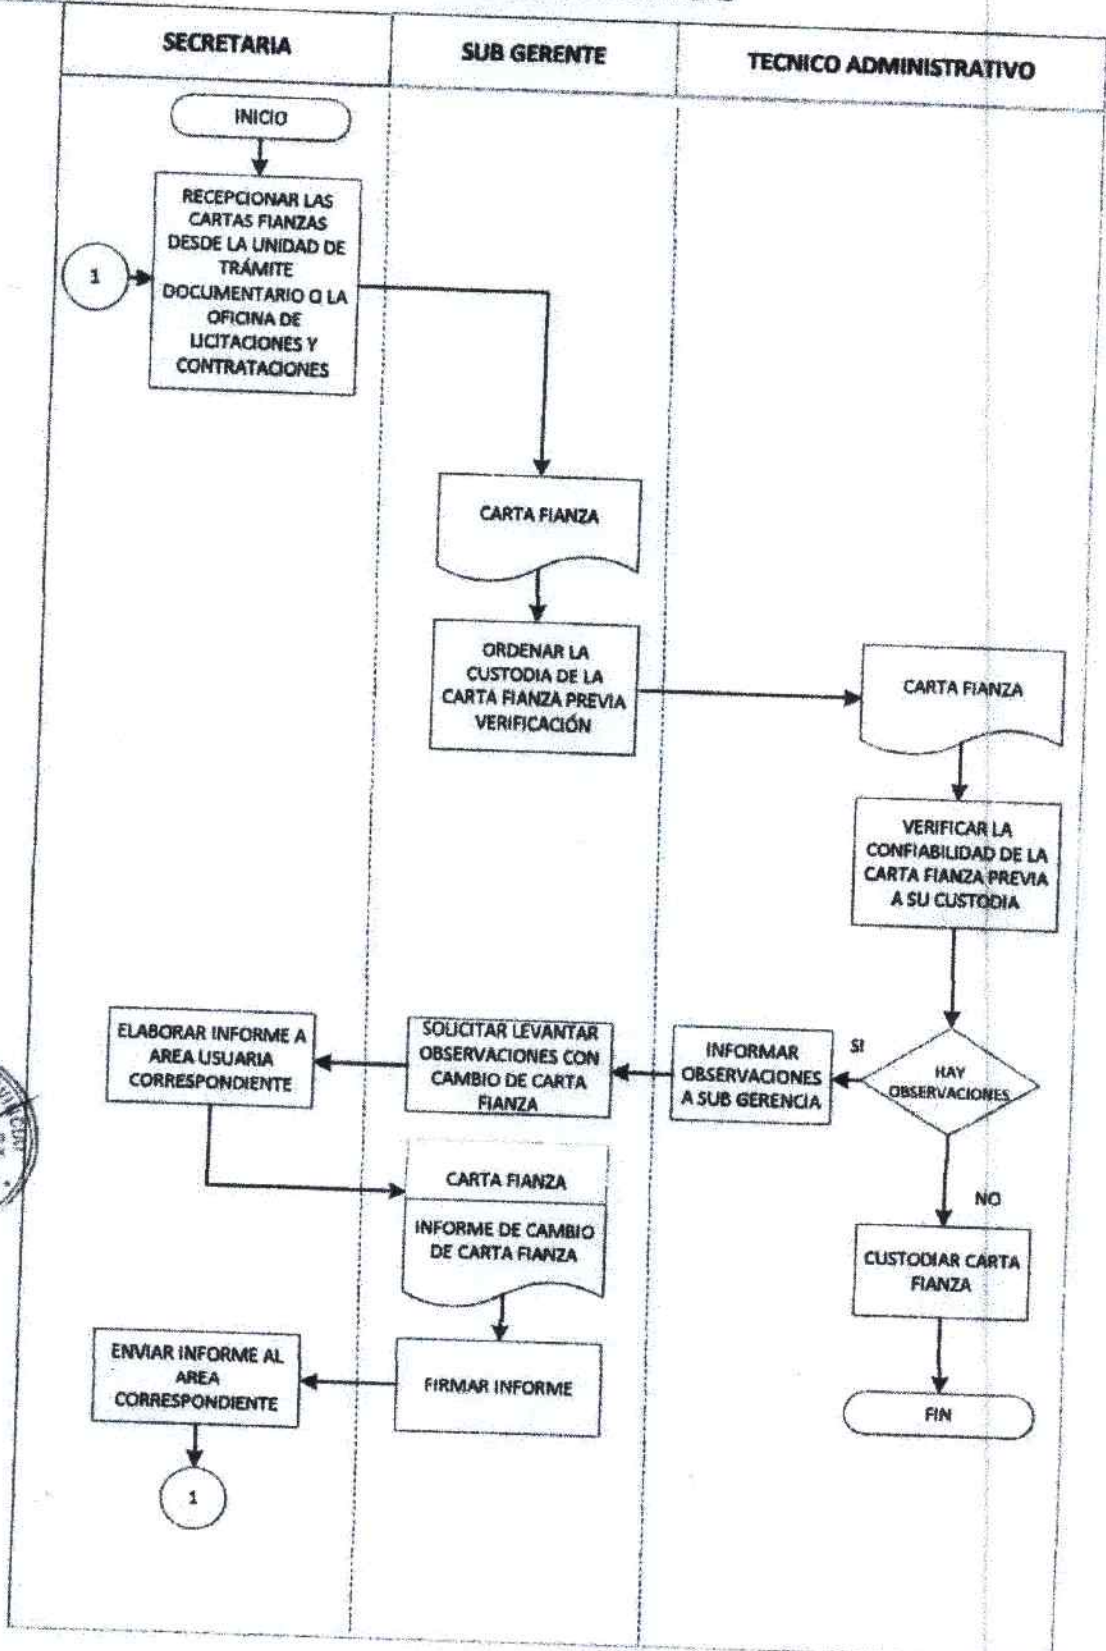 SECRETARIA
SUB GERENTE
TECNICO ADMINISTRATIVO
INICIO
RECEPCIONAR LAS
CARTAS FIANZAS
DESDE LA UNIDAD DE
TRÁMITE
DOCUMENTARIO O LA
OFICINA DE
LICITACIONES Y
CONTRATACIONES
1
CARTA FIANZA
ORDENAR LA
CUSTODIA DE LA
CARTA FIANZA PREVIA
VERIFICACIÓN
CARTA FIANZA
VERIFICAR LA
CONFIABILIDAD DE LA
CARTA FIANZA PREVIA
A SU CUSTODIA
HAY
OBSERVACIONES
SI
INFORMAR
OBSERVACIONES
A SUB GERENCIA
SOLICITAR LEVANTAR
OBSERVACIONES CON
CAMBIO DE CARTA
FIANZA
ELABORAR INFORME A
AREA USUARIA
CORRESPONDIENTE
CARTA FIANZA
INFORME DE CAMBIO
DE CARTA FIANZA
FIRMAR INFORME
ENVIAR INFORME AL
AREA
CORRESPONDIENTE
1
NO
CUSTODIAR CARTA
FIANZA
FIN